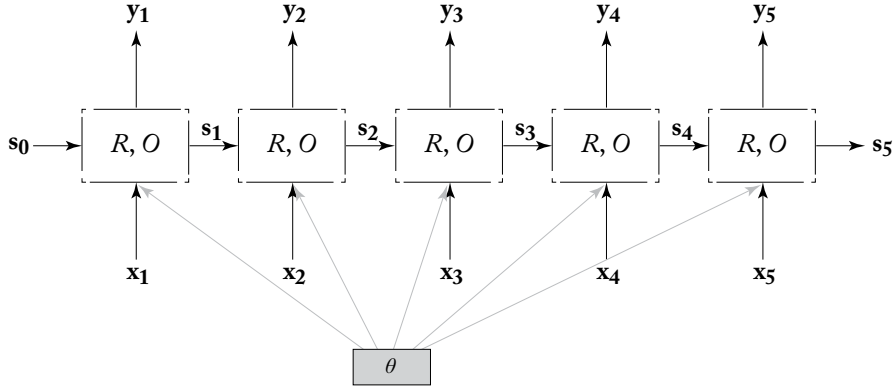 y1 y2 y3 y4 y5
s0 R, O s1 R, O s2 R, O s3 R, O s4 R, O s5
x1 x2 x3 x4 x5
θ